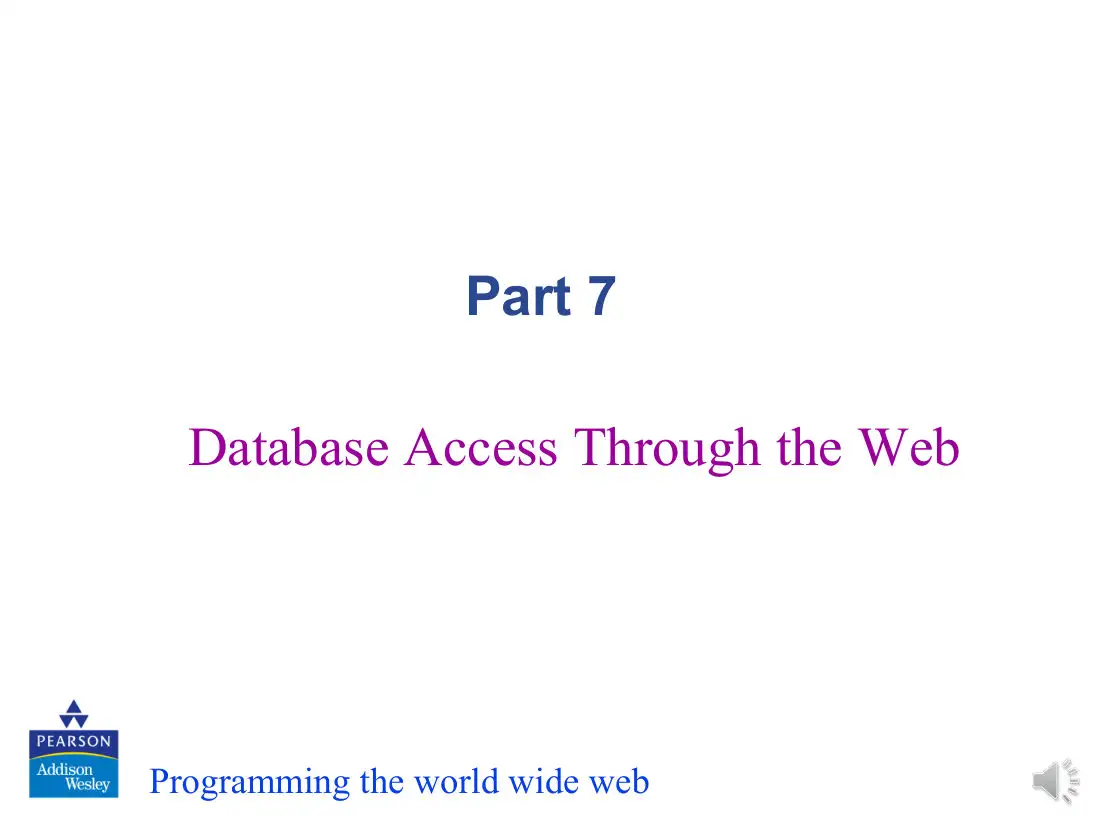 Part 7
Database Access Through the Web
PEARSON
Addison
Wesley
Programming the world wide web